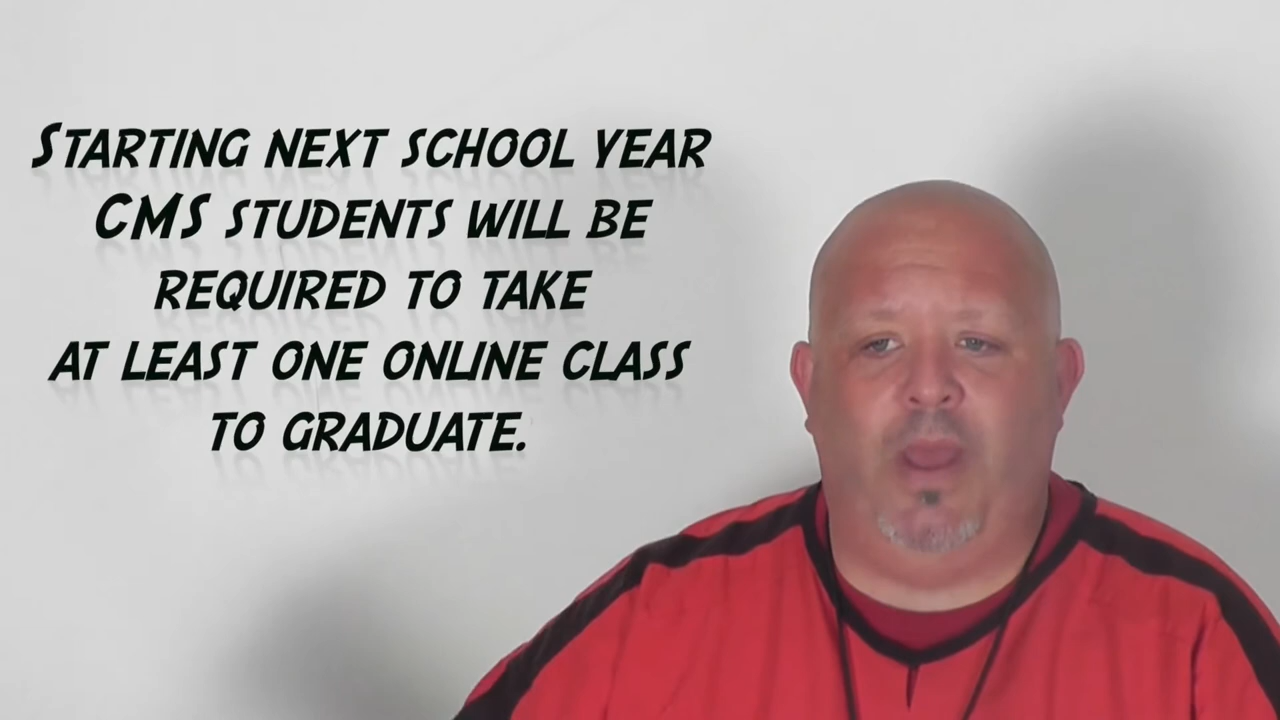 Starting next school year
CMS students will be
required to take
at least one online class
to graduate.